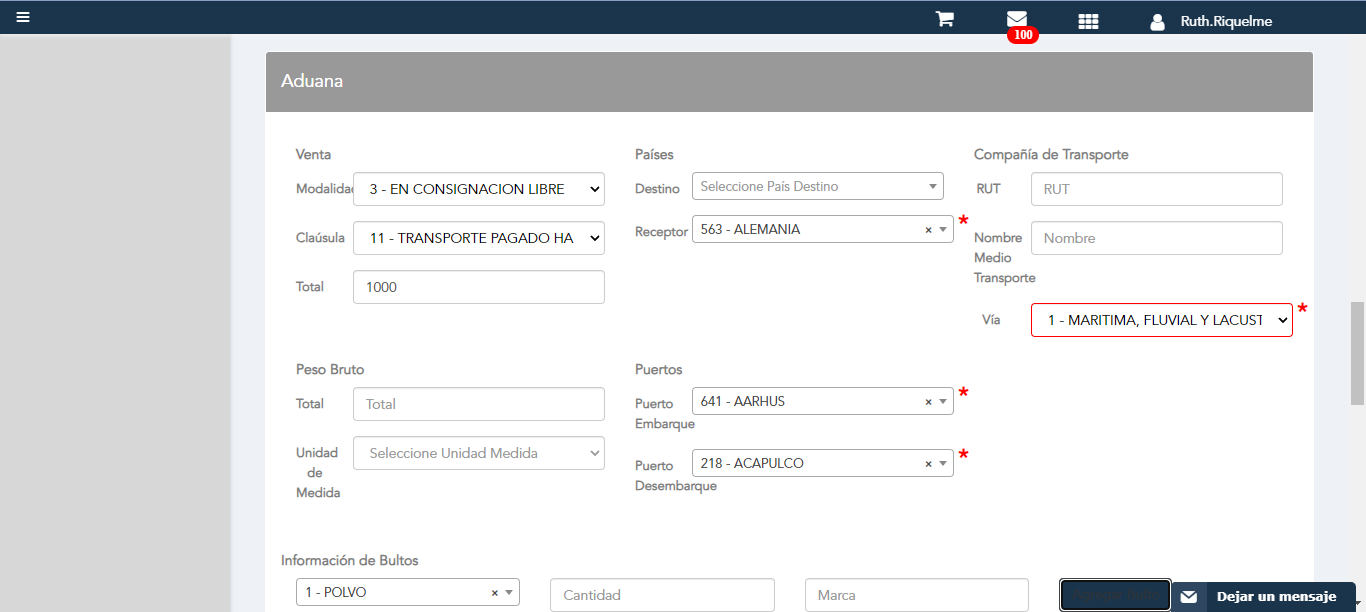 100
Ruth.Riquelme
Aduana
Venta
Modalidad
3 - EN CONSIGNACION LIBRE
Claúsula
11 - TRANSPORTE PAGADO HA
Total
1000
Países
Destino
Seleccione País Destino
Receptor
563 - ALEMANIA
×
*
Compañía de Transporte
RUT
RUT
Nombre
Medio
Transporte
Nombre
Vía
1 - MARITIMA, FLUVIAL Y LACUST
*
Peso Bruto
Total
Total
Unidad
de
Medida
Seleccione Unidad Medida
Puertos
Puerto
Embarque
641 - AARHUS
×
*
Puerto
Desembarque
218 - ACAPULCO
×
*
Información de Bultos
1 - POLVO
×
Cantidad
Marca
Dejar un mensaje